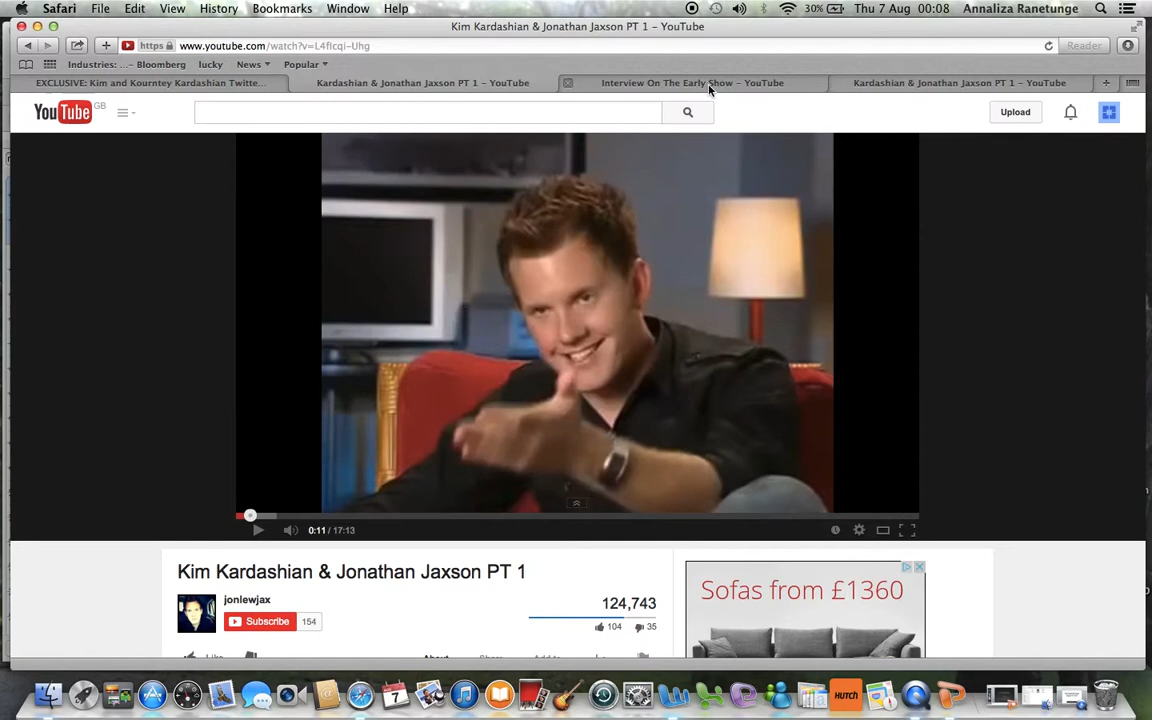 Safari File Edit View History Bookmarks Window Help 30% Thu 7 Aug 00:08 Annaliza Ranetunge
Kim Kardashian & Jonathan Jaxson PT 1 – YouTube
https www.youtube.com/watch?v=L4flcqi-Uhg Reader
Industries: ...– Bloomberg lucky News Popular
EXCLUSIVE: Kim and Kourtney Kardashian Twitte... Kardashian & Jonathan Jaxson PT 1 – YouTube Interview On The Early Show – YouTube Kardashian & Jonathan Jaxson PT 1 – YouTube
YouTube GB Upload
0:11 / 17:13
Kim Kardashian & Jonathan Jaxson PT 1
jonlewjax
Subscribe 154
124,743
104 35
Sofas from £1360
HUTCH